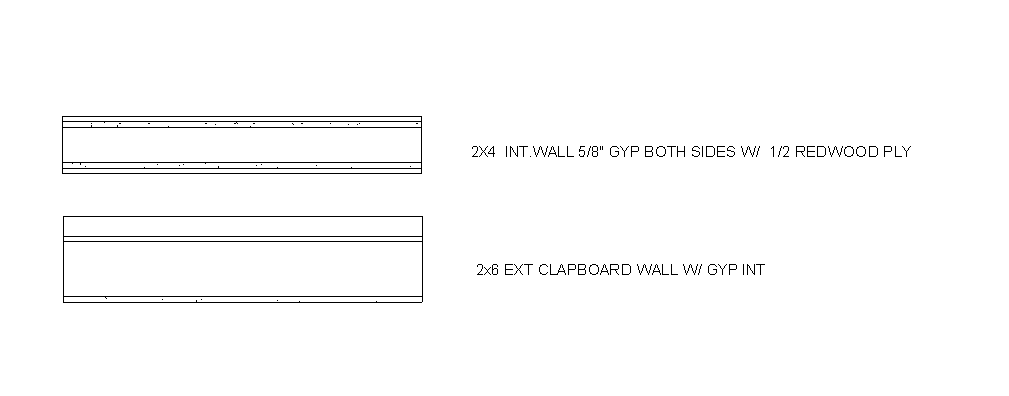 2X4 INT.WALL 5/8" GYP BOTH SIDES W/ 1/2 REDWOOD PLY
2x6 EXT CLAPBOARD WALL W/ GYP INT